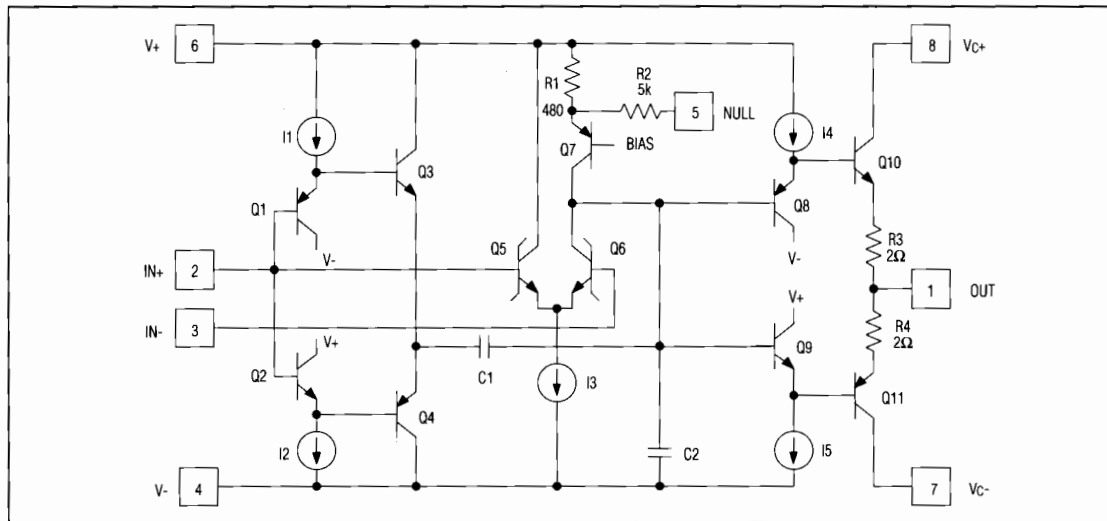 V+ 6
8 VC+
R1
480
R2
5k
5 NULL
I1
I4
Q3
Q7
BIAS
Q10
Q1
Q8
V-
Q5
Q6
V-
R3
2Ω
IN+ 2
1 OUT
IN- 3
V+
V+
R4
2Ω
Q2
C1
I3
Q9
Q4
Q11
I2
C2
I5
V- 4
7 VC-